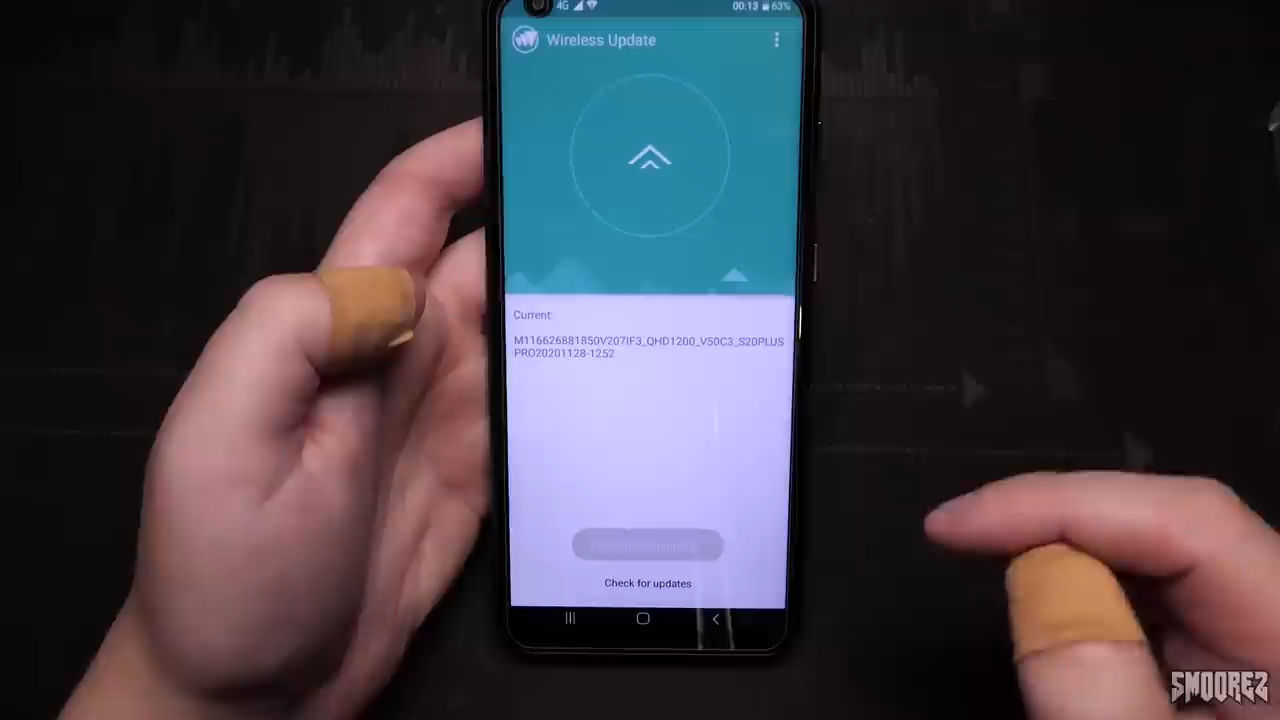 4G 00:13 63%
Wireless Update
Current:
M116626881850V207IF3_QHD1200_V50C3_S20PLUS
PRO20201128-1252
Check for updates
SMOOREZ